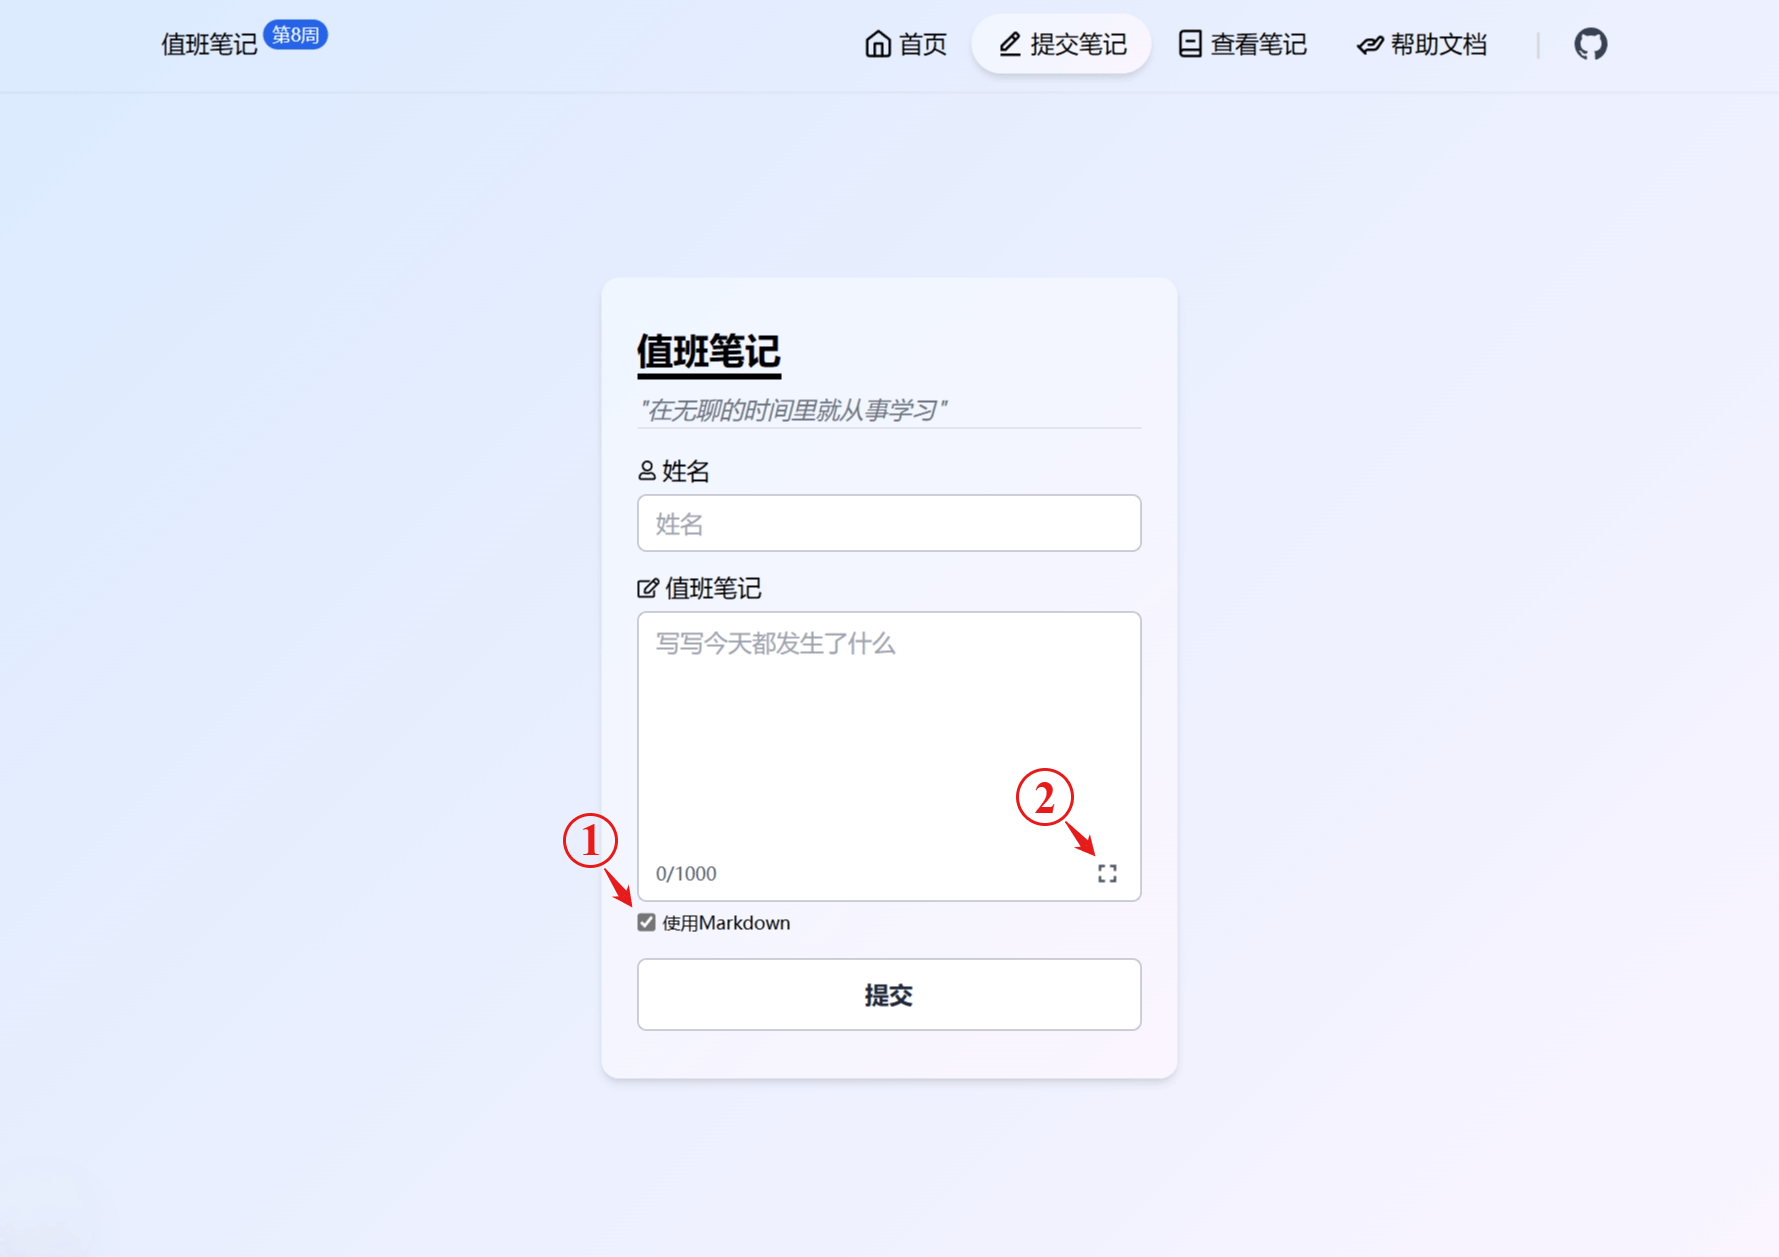 值班笔记 第8周 首页 提交笔记 查看笔记 帮助文档
值班笔记
"在无聊的时间里就从事学习"
姓名
姓名
值班笔记
写写今天都发生了什么
2
1
0/1000
使用Markdown
提交